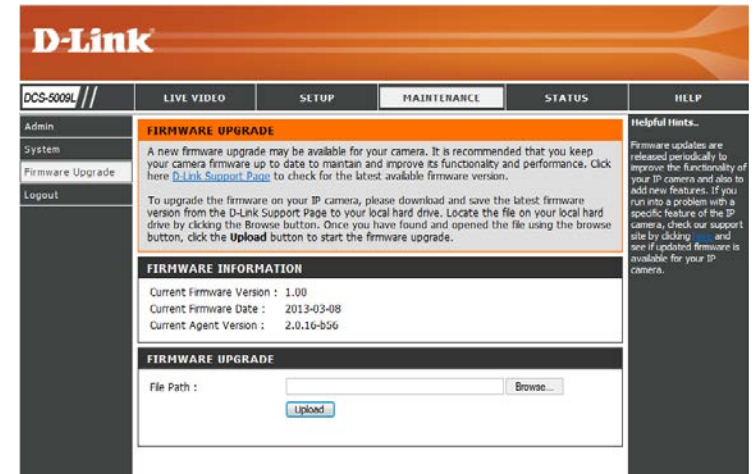 D-Link
DCS-5009L
LIVE VIDEO
SETUP
MAINTENANCE
STATUS
HELP
Admin
System
Firmware Upgrade
Logout
FIRMWARE UPGRADE
A new firmware upgrade may be available for your camera. It is recommended that you keep
your camera firmware up to date to maintain and improve its functionality and performance. Click
here D-Link Support Page to check for the latest available firmware version.
To upgrade the firmware on your IP camera, please download and save the latest firmware
version from the D-Link Support Page to your local hard drive. Locate the file on your local hard
drive by clicking the Browse button. Once you have found and opened the file using the browse
button, click the Upload button to start the firmware upgrade.
FIRMWARE INFORMATION
Current Firmware Version : 1.00
Current Firmware Date : 2013-03-08
Current Agent Version : 2.0.16-b56
FIRMWARE UPGRADE
File Path :
Browse...
Upload
Helpful Hints..
Firmware updates are
released periodically to
improve the functionality of
your IP camera and also to
add new features. If you
run into a problem with a
specific feature of the IP
camera, check our support
site by clicking and
see if updated firmware is
available for your IP
camera.